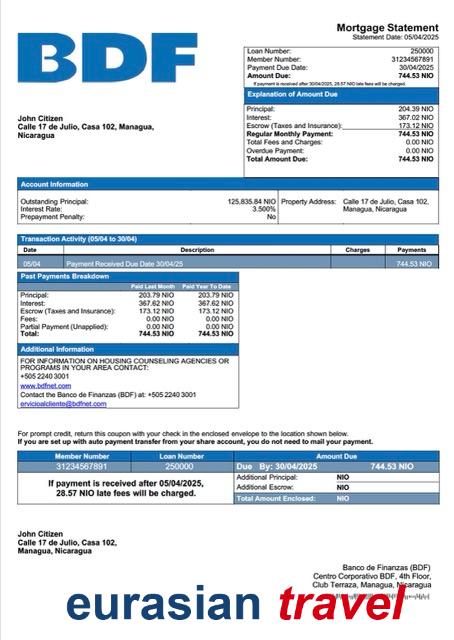 Mortgage Statement
Statement Date: 05/04/2025
BDF
Loan Number: 250000
Member Number: 31234567891
Payment Due Date: 30/04/2025
Amount Due: 744.53 NIO
If payment is received after 30/04/2025, 28.57 NIO late fees will be charged.
Explanation of Amount Due
Principal: 204.39 NIO
Interest: 367.02 NIO
Escrow (Taxes and Insurance): 173.12 NIO
Regular Monthly Payment: 744.53 NIO
Total Fees and Charges: 0.00 NIO
Overdue Payment: 0.00 NIO
Total Amount Due: 744.53 NIO
John Citizen
Calle 17 de Julio, Casa 102, Managua,
Nicaragua
Account Information
Outstanding Principal: 125,835.84 NIO
Interest Rate: 3.500%
Prepayment Penalty: No
Property Address: Calle 17 de Julio, Casa 102,
Managua, Nicaragua
Transaction Activity (05/04 to 30/04)
Date Description Charges Payments
05/04 Payment Received Due Date 30/04/25 744.53 NIO
Past Payments Breakdown
Paid Last Month Paid Year To Date
Principal: 203.79 NIO 203.79 NIO
Interest: 367.62 NIO 367.62 NIO
Escrow (Taxes and Insurance): 173.12 NIO 173.12 NIO
Fees: 0.00 NIO 0.00 NIO
Partial Payment (Unapplied): 0.00 NIO 0.00 NIO
Total: 744.53 NIO 744.53 NIO
Additional Information
FOR INFORMATION ON HOUSING COUNSELING AGENCIES OR
PROGRAMS IN YOUR AREA CONTACT:
+505 2240 3001
www.bdfnet.com
Contact the Banco de Finanzas (BDF) at: +505 2240 3001
ervicioalcliente@bdfnet.com
For prompt credit, return this coupon with your check in the enclosed envelope to the location shown below.
If you are set up with auto payment transfer from your share account, you do not need to mail your payment.
Member Number Loan Number Amount Due
31234567891 250000 Due By: 30/04/2025 744.53 NIO
If payment is received after 05/04/2025,
28.57 NIO late fees will be charged.
Additional Principal: NIO
Additional Escrow: NIO
Total Amount Enclosed: NIO
John Citizen
Calle 17 de Julio, Casa 102,
Managua, Nicaragua
Banco de Finanzas (BDF)
Centro Corporativo BDF, 4th Floor,
Club Terraza, Managua, Nicaragua
eurasian travel